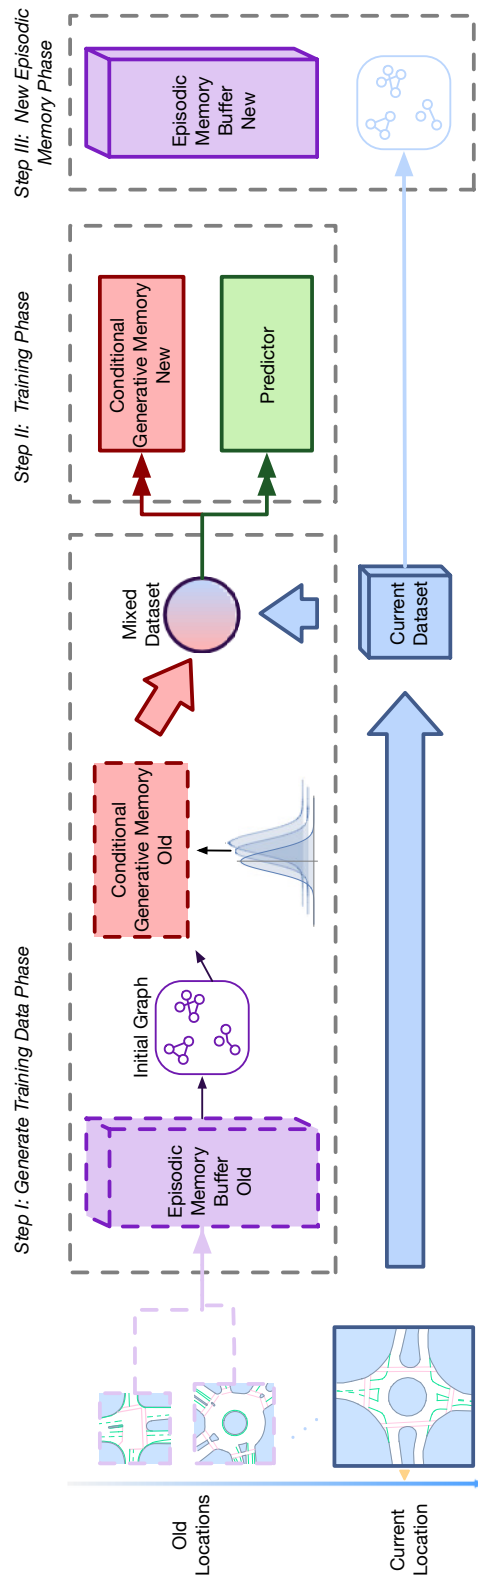 Step I: Generate Training Data Phase
Step II: Training Phase
Step III: New Episodic
Memory Phase
Old
Locations
Current
Location
Episodic
Memory
Buffer
Old
Initial Graph
Conditional
Generative Memory
Old
Mixed
Dataset
Current
Dataset
Conditional
Generative Memory
New
Predictor
Episodic
Memory
Buffer
New